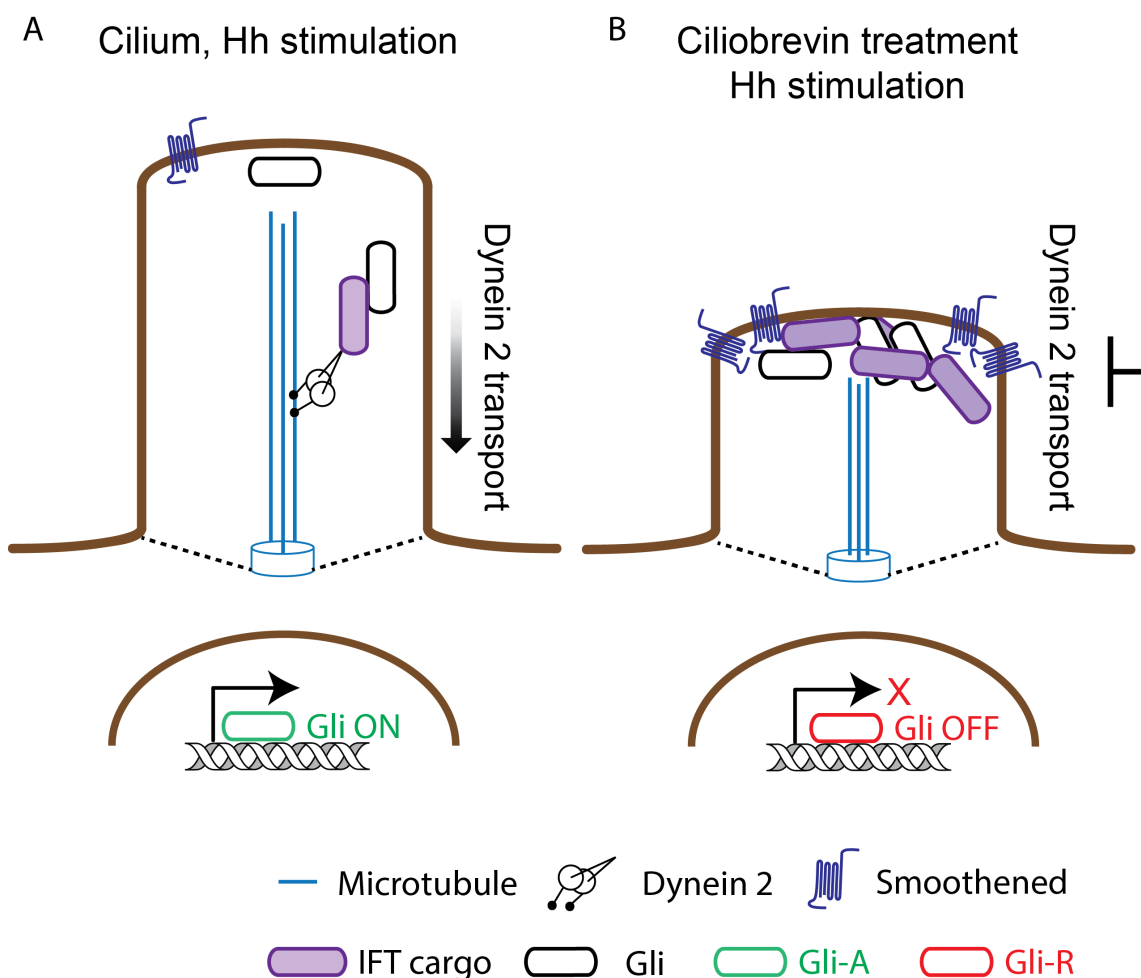 A
Cilium, Hh stimulation
Dynein 2 transport
Gli ON
B
Ciliobrevin treatment
Hh stimulation
Dynein 2 transport
X
Gli OFF
Microtubule
Dynein 2
Smoothened
IFT cargo
Gli
Gli-A
Gli-R